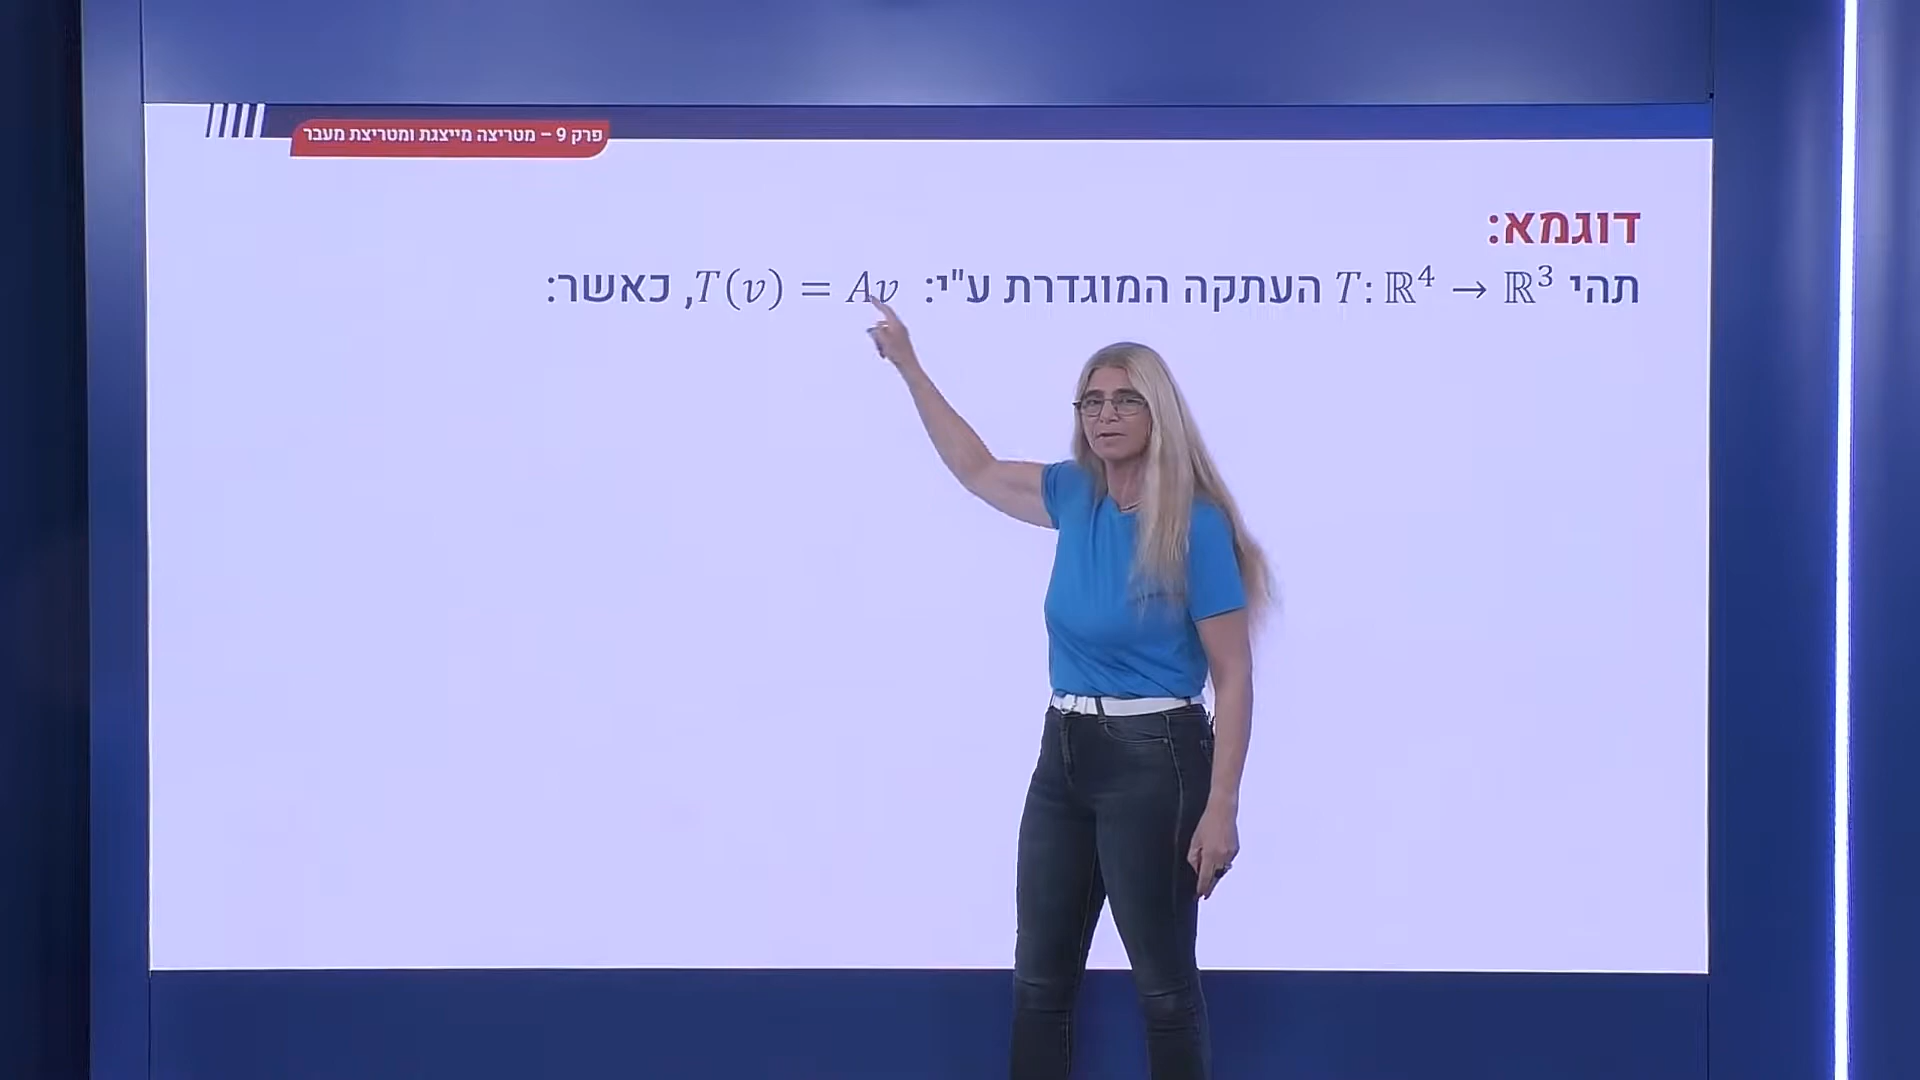 פרק 9 – מטריצה מייצגת ומטריצת מעבר
דוגמא:
תהי T: ℝ⁴ → ℝ³ העתקה המוגדרת ע"י: T(v) = Av, כאשר: